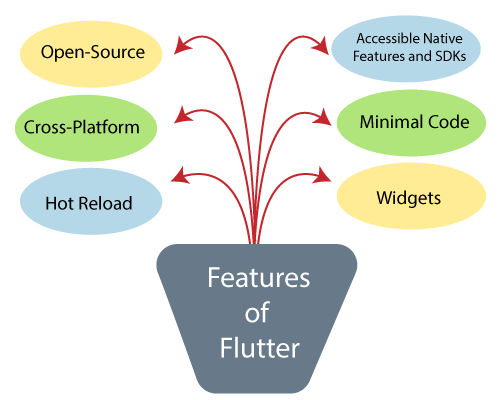 Open-Source
Cross-Platform
Hot Reload
Accessible Native
Features and SDKs
Minimal Code
Widgets
Features
of
Flutter